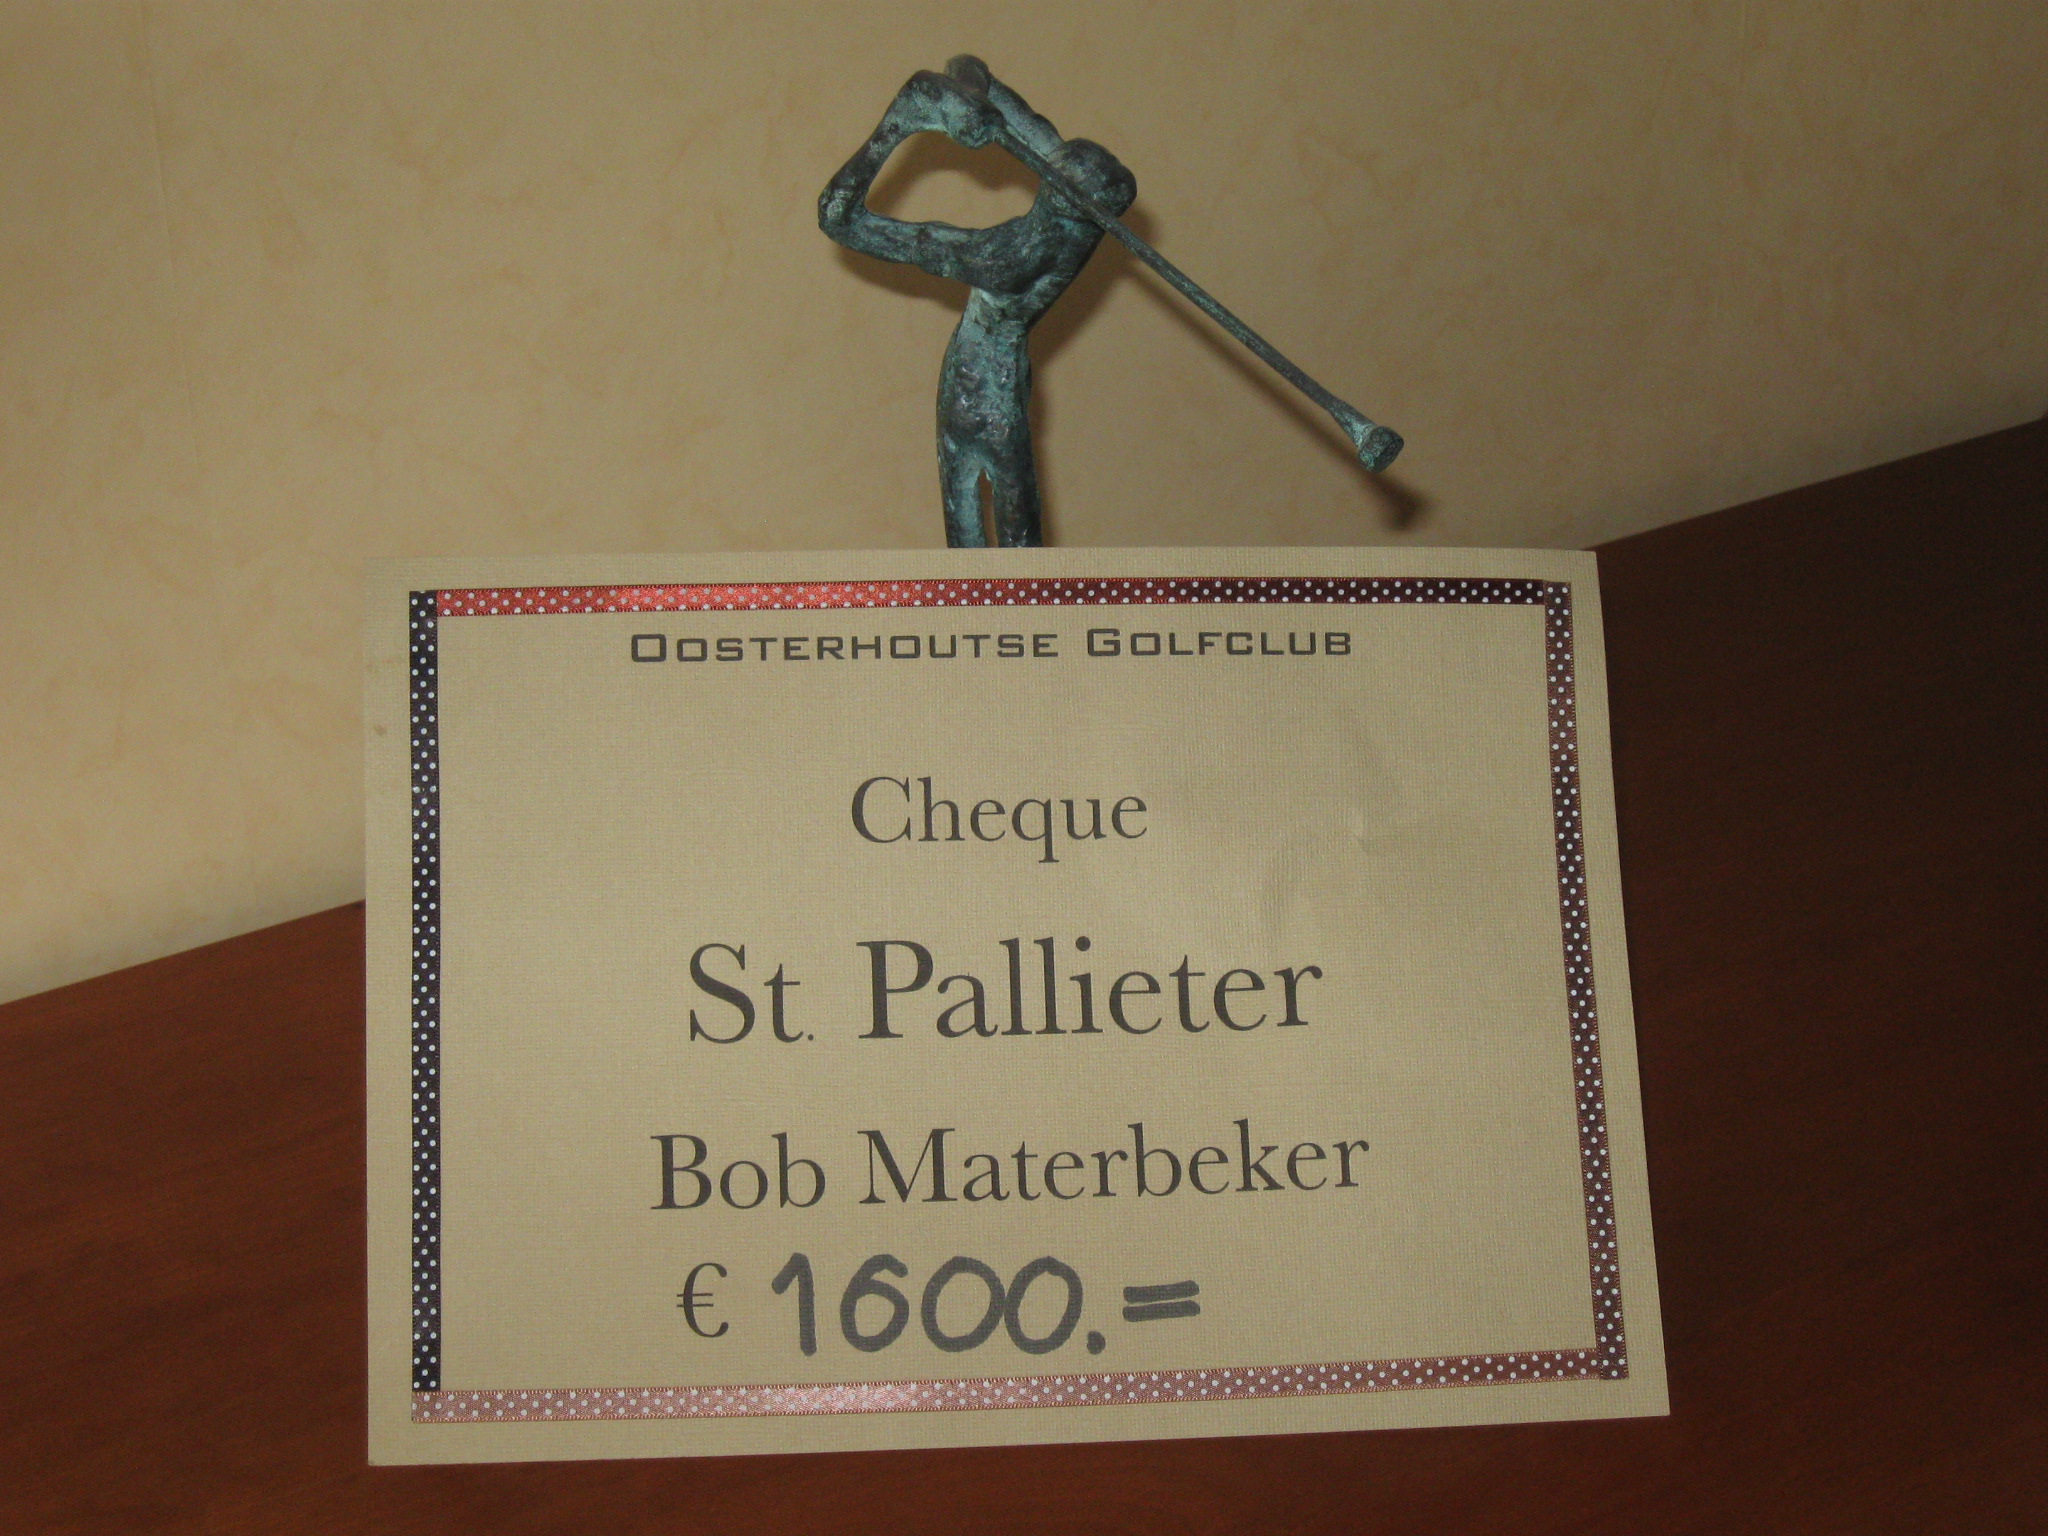 Oosterhoutse Golfclub
Cheque
St. Pallieter
Bob Materbeker
€ 1600.=